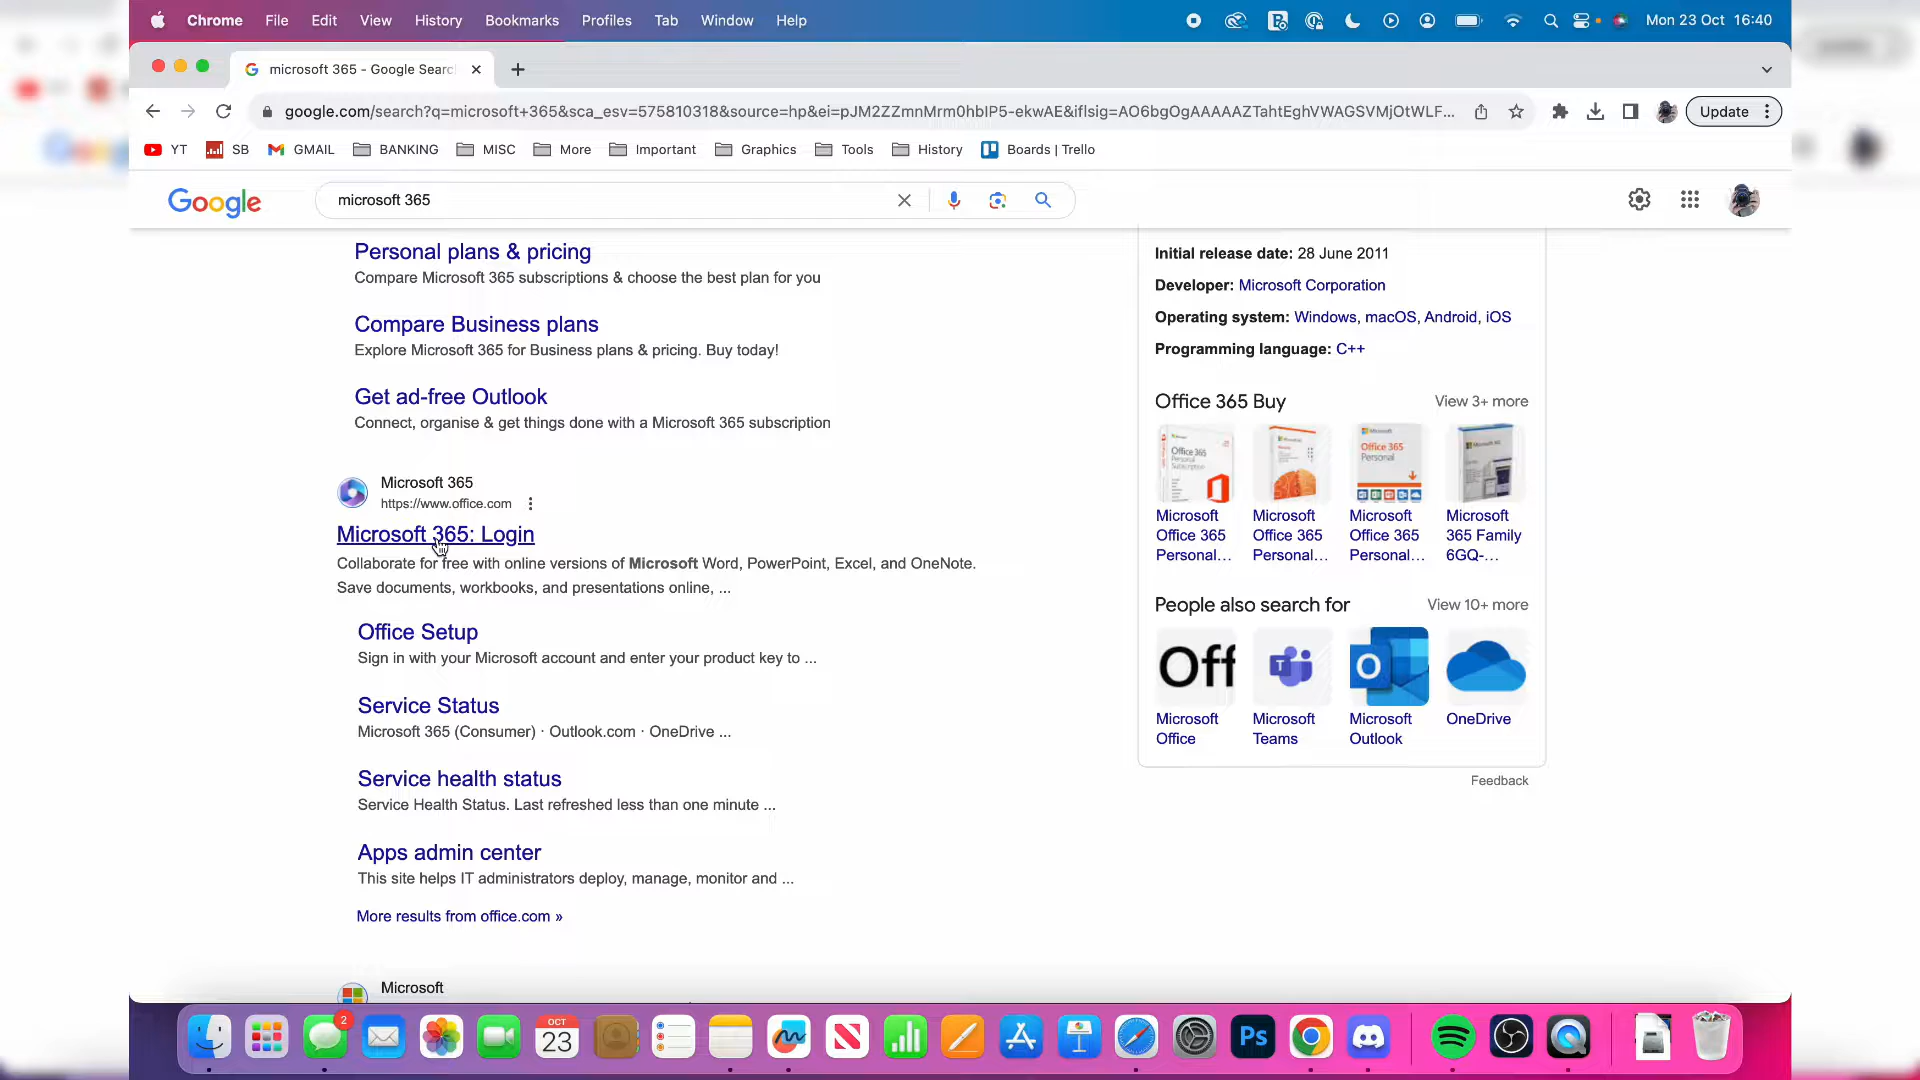 Chrome File Edit View History Bookmarks Profiles Tab Window Help Mon 23 Oct 16:40
microsoft 365 - Google Searc
google.com/search?q=microsoft+365&sca_esv=575810318&source=hp&ei=pJM2ZZmnMrm0hbIP5-ekwAE&iflsig=AO6bgOgAAAAAZTahtEghVWAGSVMjOtWLF... Update
YT SB GMAIL BANKING MISC More Important Graphics Tools History Boards | Trello
Google microsoft 365
Personal plans & pricing
Compare Microsoft 365 subscriptions & choose the best plan for you
Compare Business plans
Explore Microsoft 365 for Business plans & pricing. Buy today!
Get ad-free Outlook
Connect, organise & get things done with a Microsoft 365 subscription
Microsoft 365
https://www.office.com
Microsoft 365: Login
Collaborate for free with online versions of Microsoft Word, PowerPoint, Excel, and OneNote.
Save documents, workbooks, and presentations online, ...
Office Setup
Sign in with your Microsoft account and enter your product key to ...
Service Status
Microsoft 365 (Consumer) · Outlook.com · OneDrive ...
Service health status
Service Health Status. Last refreshed less than one minute ...
Apps admin center
This site helps IT administrators deploy, manage, monitor and ...
More results from office.com »
Microsoft
Initial release date: 28 June 2011
Developer: Microsoft Corporation
Operating system: Windows, macOS, Android, iOS
Programming language: C++
Office 365 Buy View 3+ more
Microsoft Office 365 Personal...
Microsoft Office 365 Personal...
Microsoft Office 365 Personal...
Microsoft 365 Family 6GQ-...
People also search for View 10+ more
Off
Microsoft Office
Microsoft Teams
Microsoft Outlook
OneDrive
Feedback
2
OCT
23
Ps